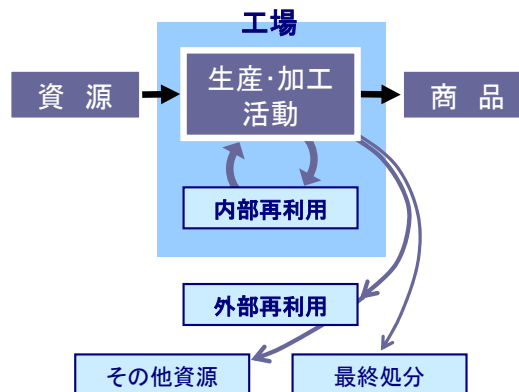 工場
資 源
生産・加工
活動
商 品
内部再利用
外部再利用
その他資源
最終処分